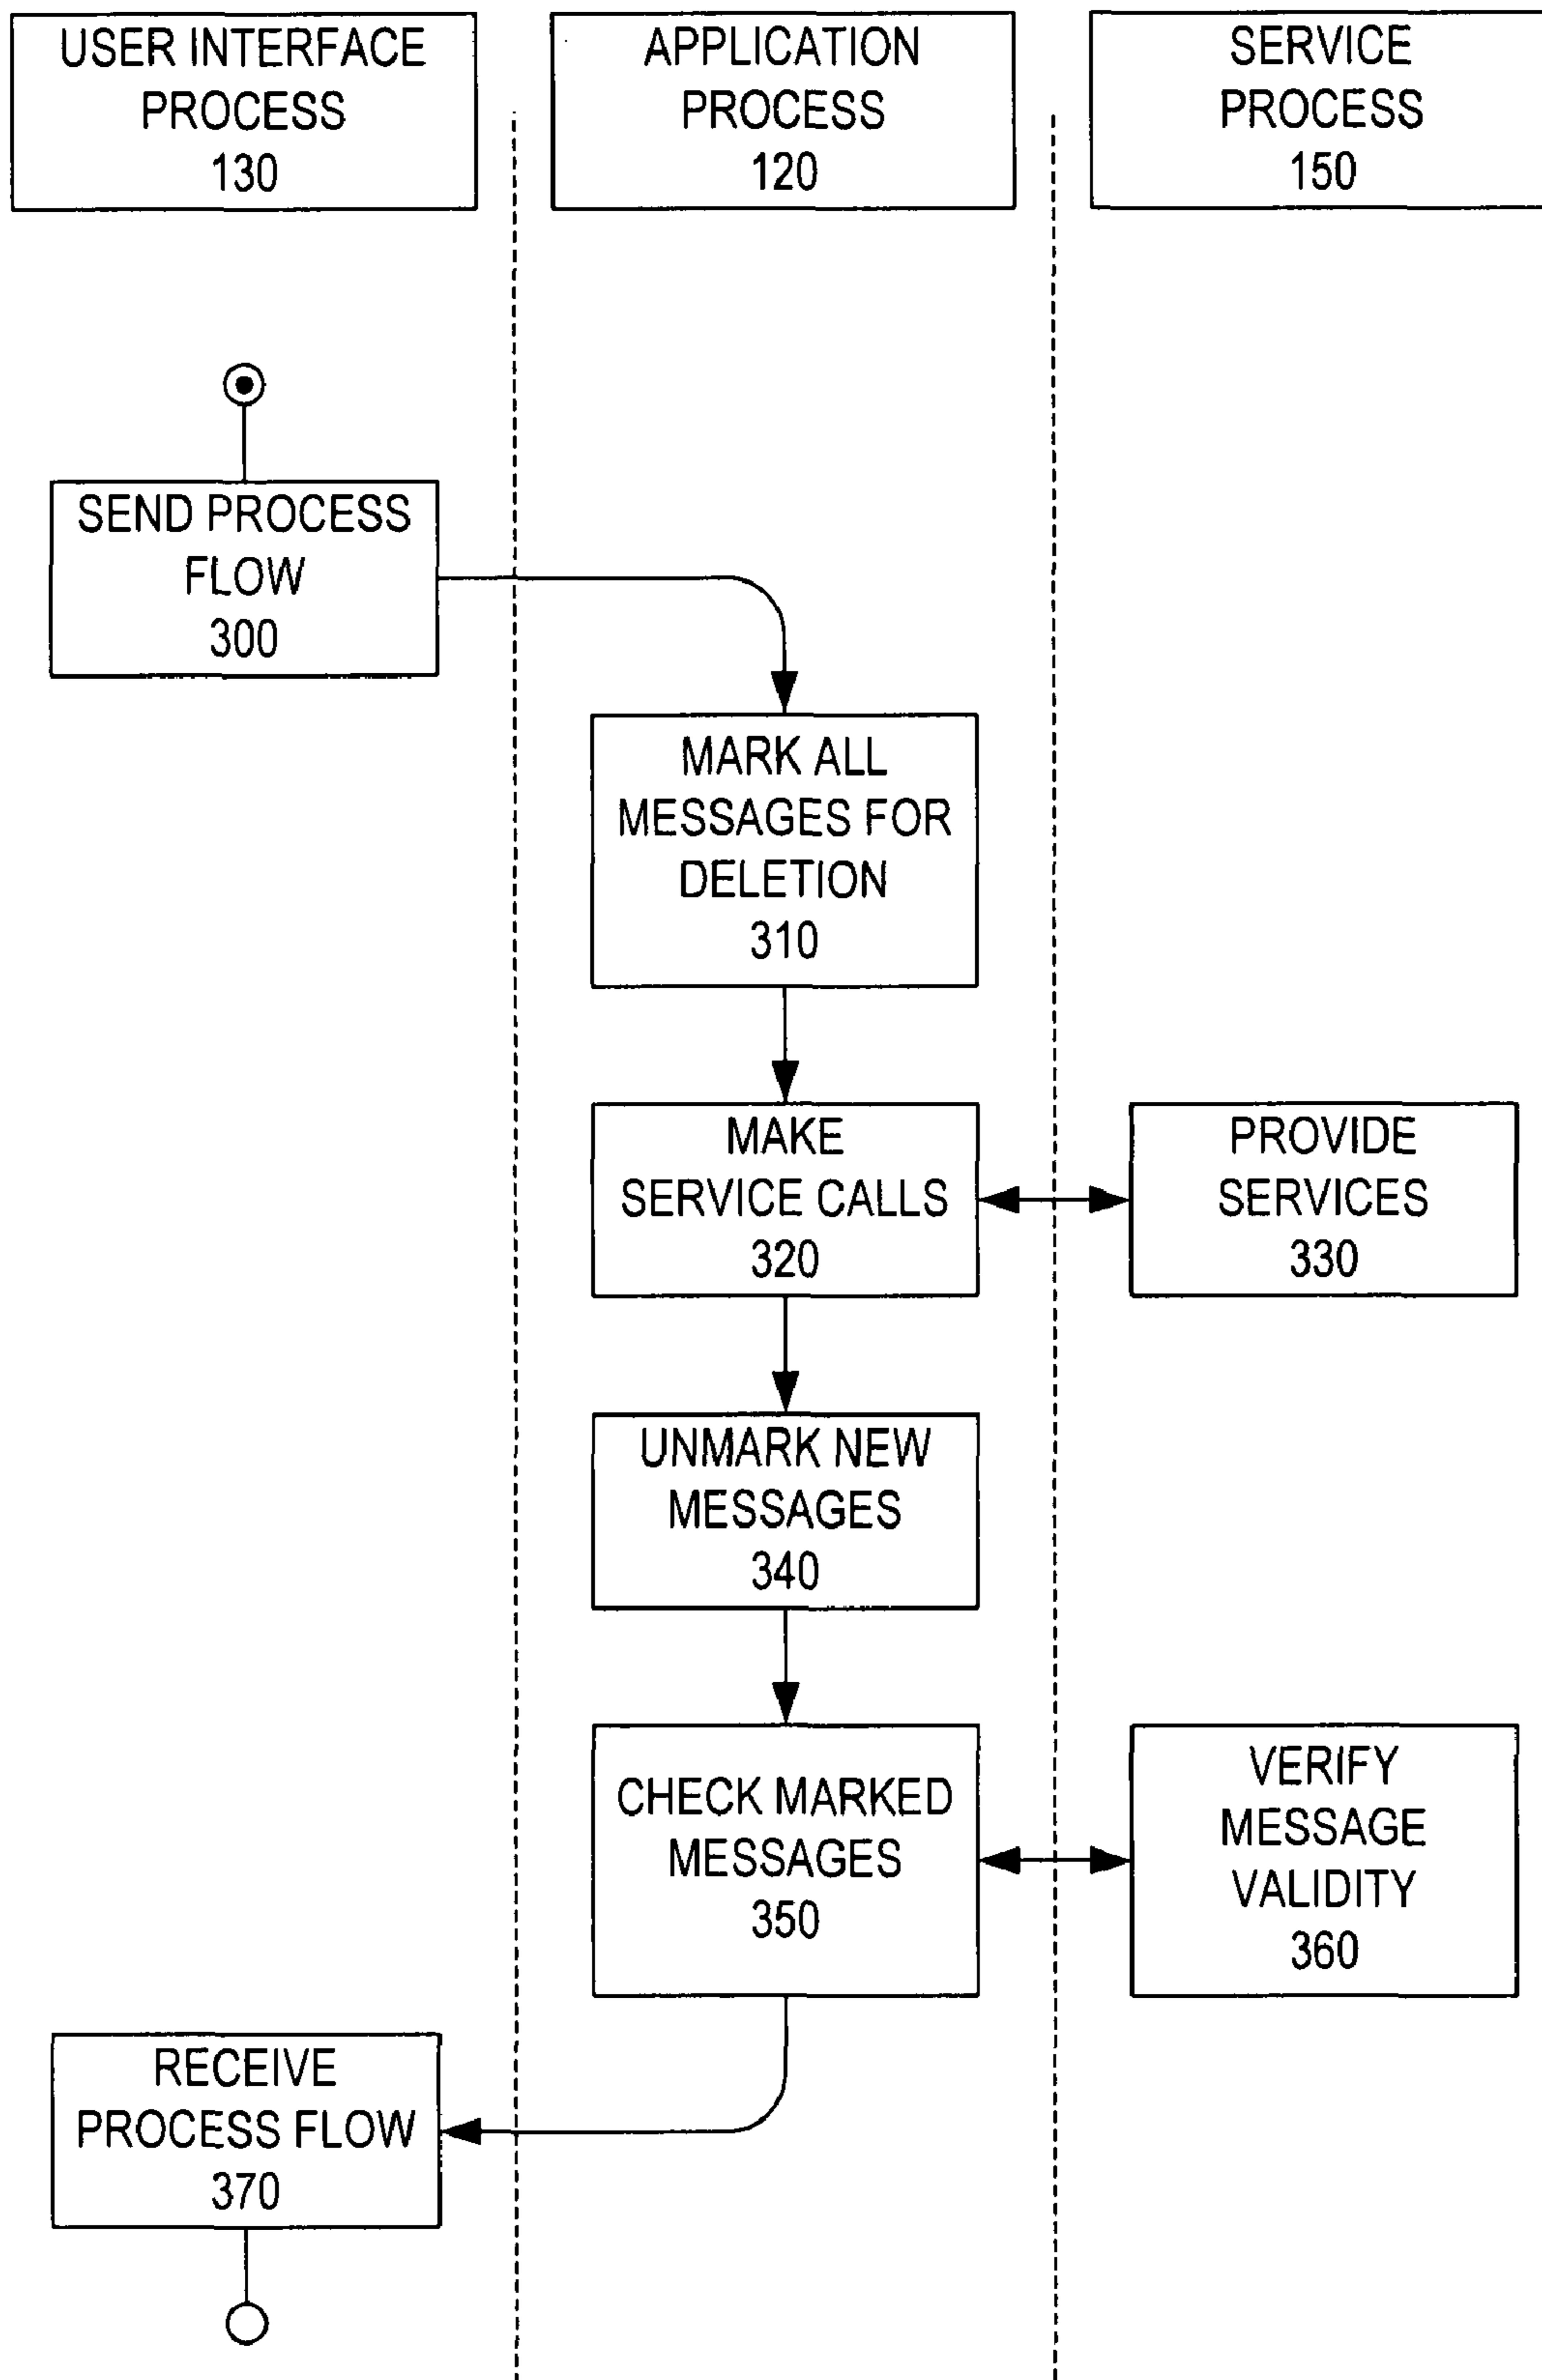 USER INTERFACE
PROCESS
130
APPLICATION
PROCESS
120
SERVICE
PROCESS
150
SEND PROCESS
FLOW
300
MARK ALL
MESSAGES FOR
DELETION
310
MAKE
SERVICE CALLS
320
PROVIDE
SERVICES
330
UNMARK NEW
MESSAGES
340
CHECK MARKED
MESSAGES
350
VERIFY
MESSAGE
VALIDITY
360
RECEIVE
PROCESS FLOW
370